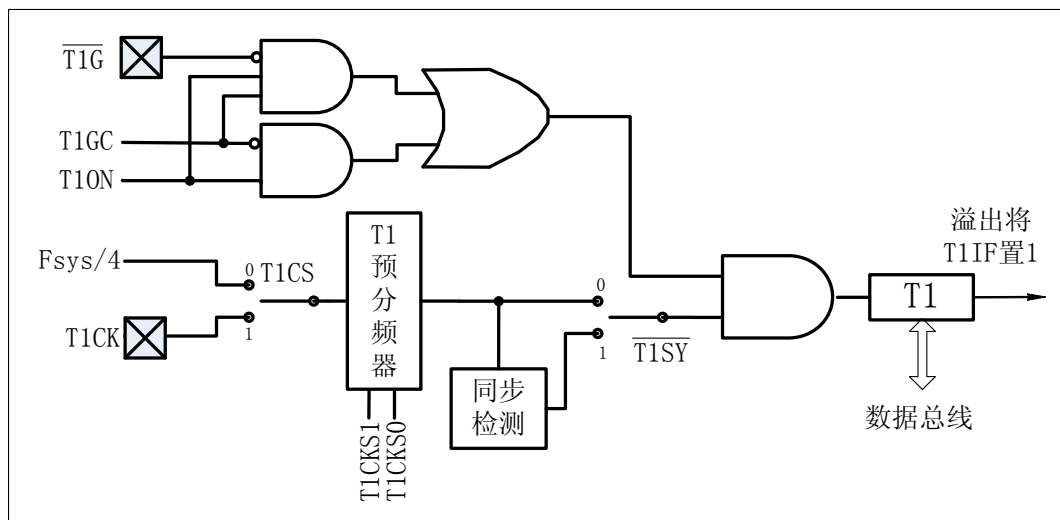 T1G
T1GC
T1ON
Fsys/4
T1CK
0
T1CS
1
T1
预
分
频
器
T1CKS1
T1CKS0
同步
检测
0
1
T1SY
溢出将
T1IF置1
T1
数据总线